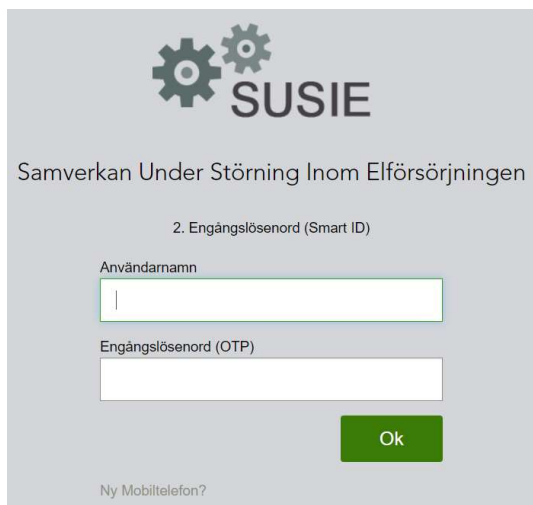 SUSIE
Samverkan Under Störning Inom Elförsörjningen
2. Engångslösenord (Smart ID)
Användarnamn
Engångslösenord (OTP)
Ok
Ny Mobiltelefon?